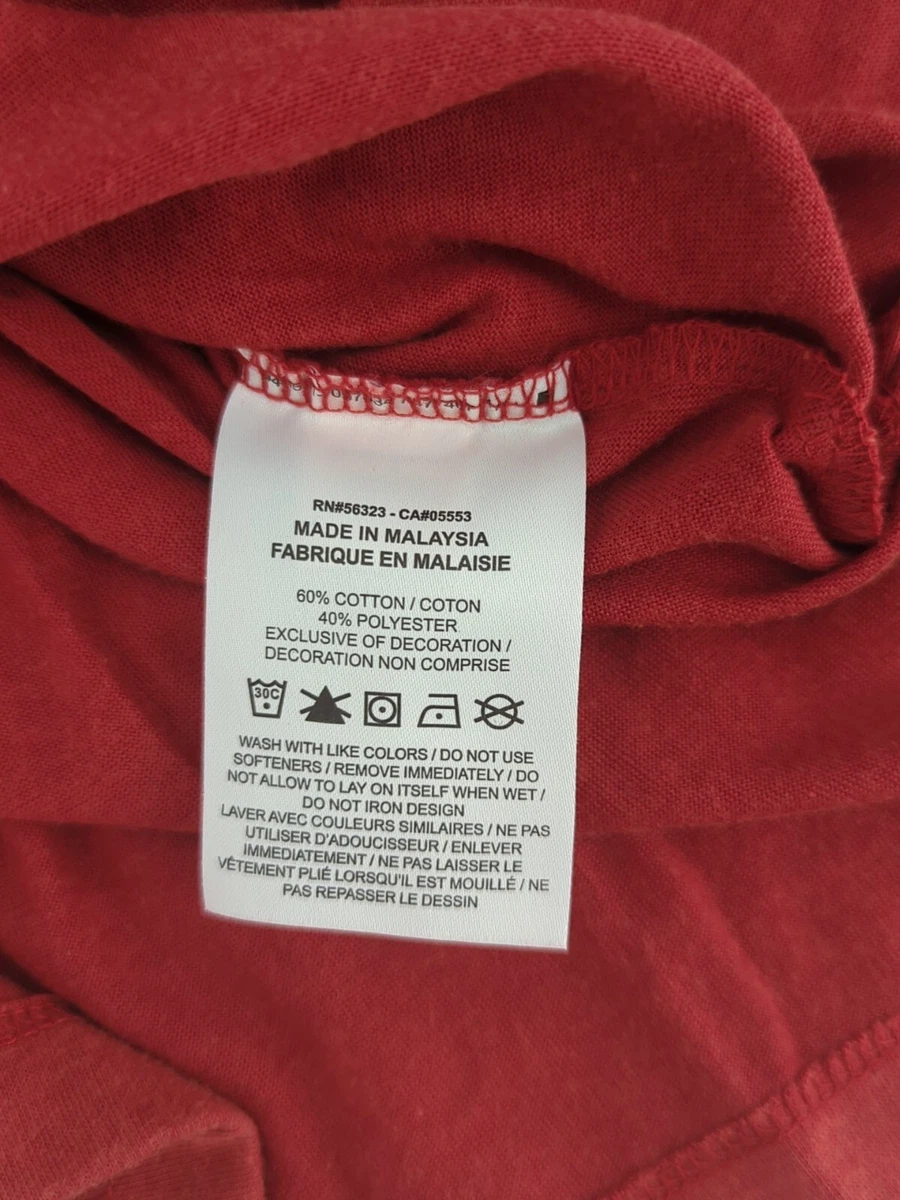 RN#56323 - CA#05553
MADE IN MALAYSIA
FABRIQUE EN MALAISIE
60% COTTON / COTON
40% POLYESTER
EXCLUSIVE OF DECORATION /
DECORATION NON COMPRISE
30C
WASH WITH LIKE COLORS / DO NOT USE
SOFTENERS / REMOVE IMMEDIATELY / DO
NOT ALLOW TO LAY ON ITSELF WHEN WET /
DO NOT IRON DESIGN
LAVER AVEC COULEURS SIMILAIRES / NE PAS
UTILISER D'ADOUCISSEUR / ENLEVER
IMMEDIATEMENT / NE PAS LAISSER LE
VÊTEMENT PLIÉ LORSQU'IL EST MOUILLÉ / NE
PAS REPASSER LE DESSIN